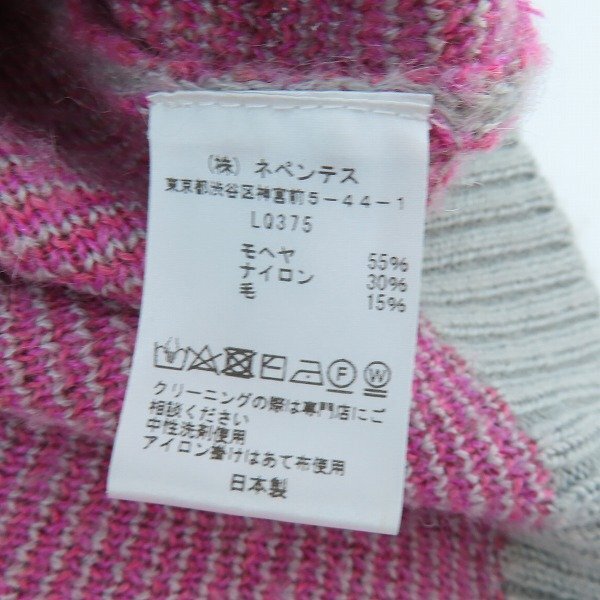 (株) ネペンテス
東京都渋谷区神宮前5-44-1
LQ375
モヘヤ 55%
ナイロン 30%
毛 15%
F W
クリーニングの際は専門店にご
相談ください
中性洗剤使用
アイロン掛けはあて布使用
日本製